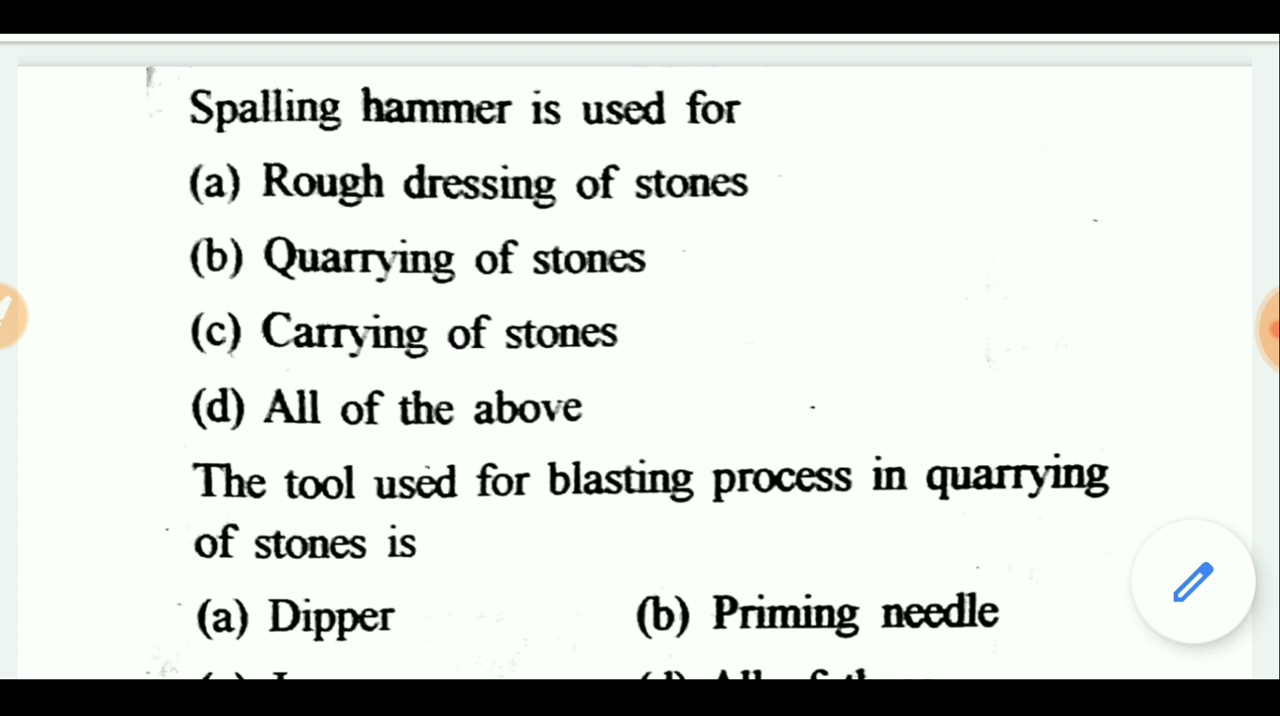 Spalling hammer is used for
(a) Rough dressing of stones
(b) Quarrying of stones
(c) Carrying of stones
(d) All of the above
The tool used for blasting process in quarrying
of stones is
(a) Dipper (b) Priming needle